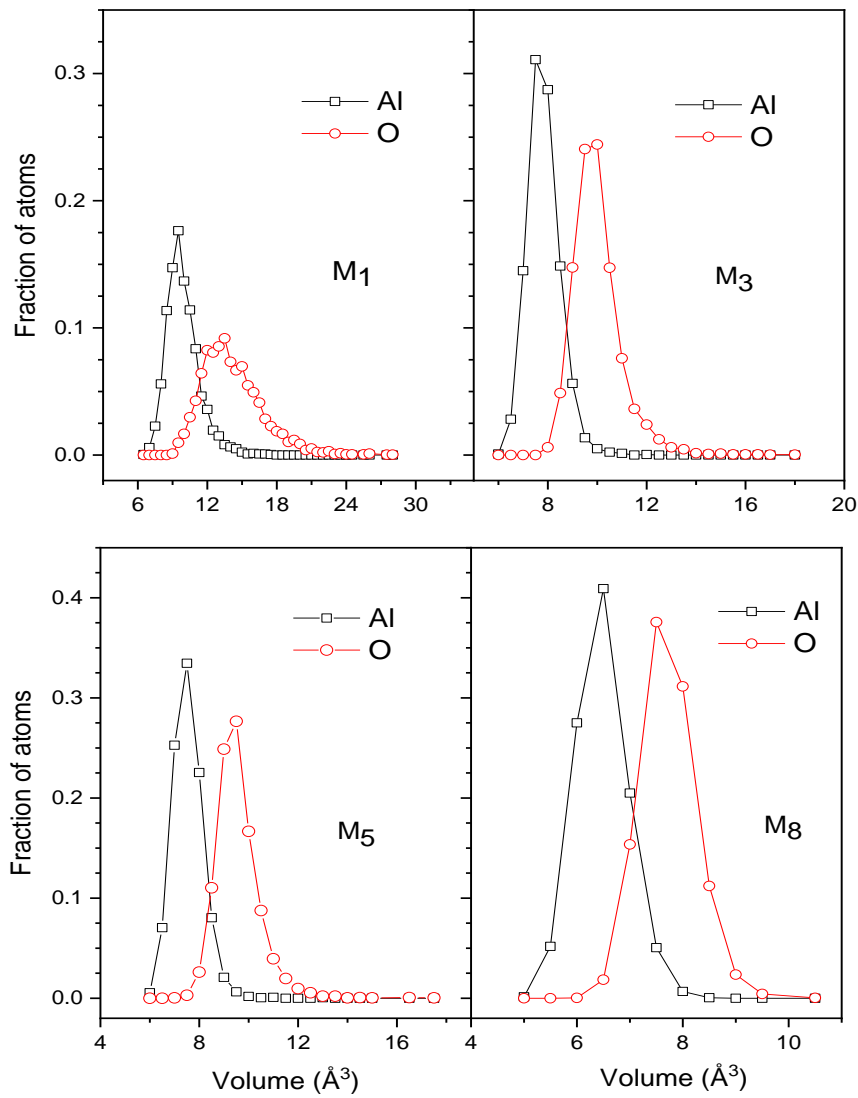 Fraction of atoms
0.3
0.2
0.1
0.0
Al
O
M1
6 12 18 24 30
Al
O
M3
8 12 16 20
Fraction of atoms
0.4
0.3
0.2
0.1
0.0
Al
O
M5
4 8 12 16
Volume (Å³)
Al
O
M8
4 6 8 10
Volume (Å³)